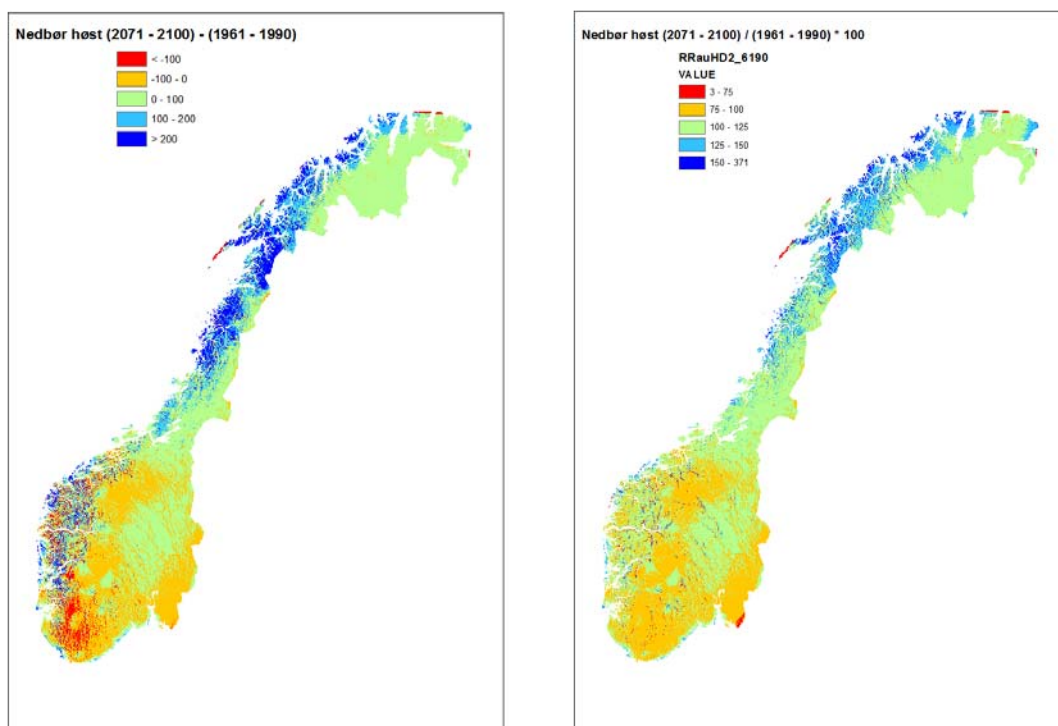 Nedbør høst (2071 - 2100) - (1961 - 1990)
< -100
-100 - 0
0 - 100
100 - 200
> 200
Nedbør høst (2071 - 2100) / (1961 - 1990) * 100
RRauHD2_6190
VALUE
3 - 75
75 - 100
100 - 125
125 - 150
150 - 371